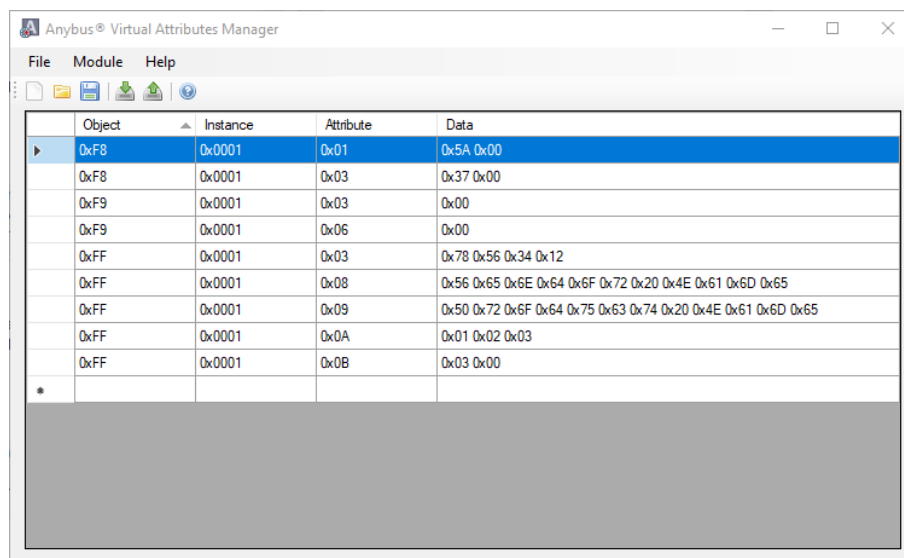 Anybus® Virtual Attributes Manager
File Module Help
Object Instance Attribute Data
0xF8 0x0001 0x01 0x5A 0x00
0xF8 0x0001 0x03 0x37 0x00
0xF9 0x0001 0x03 0x00
0xF9 0x0001 0x06 0x00
0xFF 0x0001 0x03 0x78 0x56 0x34 0x12
0xFF 0x0001 0x08 0x56 0x65 0x6E 0x64 0x6F 0x72 0x20 0x4E 0x61 0x6D 0x65
0xFF 0x0001 0x09 0x50 0x72 0x6F 0x64 0x75 0x63 0x74 0x20 0x4E 0x61 0x6D 0x65
0xFF 0x0001 0x0A 0x01 0x02 0x03
0xFF 0x0001 0x0B 0x03 0x00